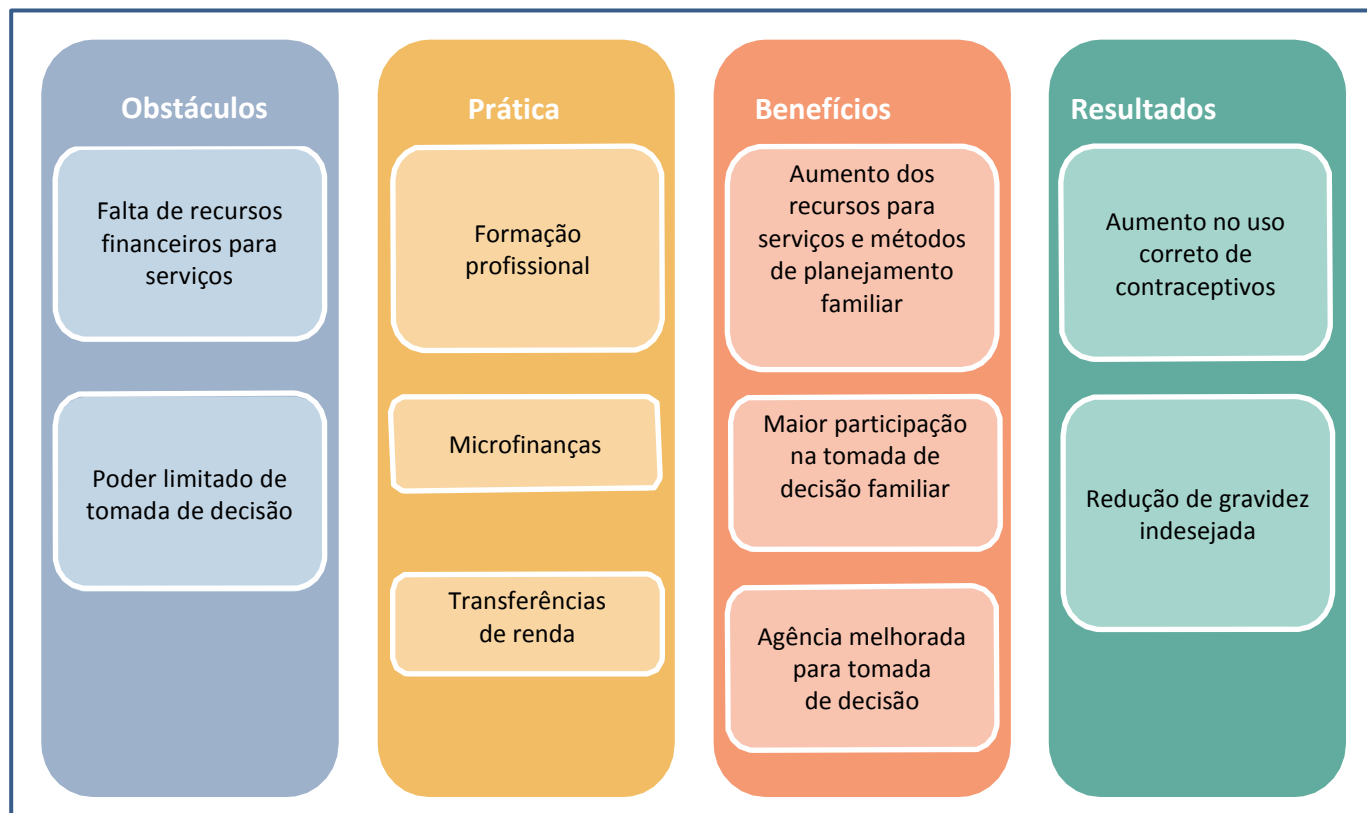 Obstáculos
Falta de recursos
financeiros para
serviços
Poder limitado de
tomada de decisão
Prática
Formação
profissional
Microfinanças
Transferências
de renda
Benefícios
Aumento dos
recursos para
serviços e métodos
de planejamento
familiar
Maior participação
na tomada de
decisão familiar
Agência melhorada
para tomada
de decisão
Resultados
Aumento no uso
correto de
contraceptivos
Redução de gravidez
indesejada